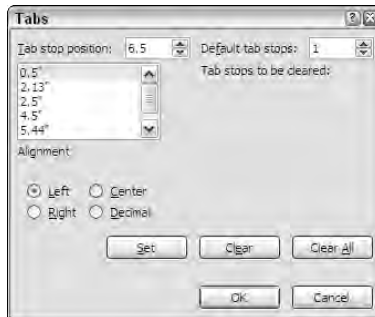 Tabs
Tab stop position: 6.5 Default tab stops: 1
0.5" Tab stops to be cleared:
2.13"
2.5"
4.5"
5.44"
Alignment
Left Center
Right Decimal
Set Clear Clear All
OK Cancel